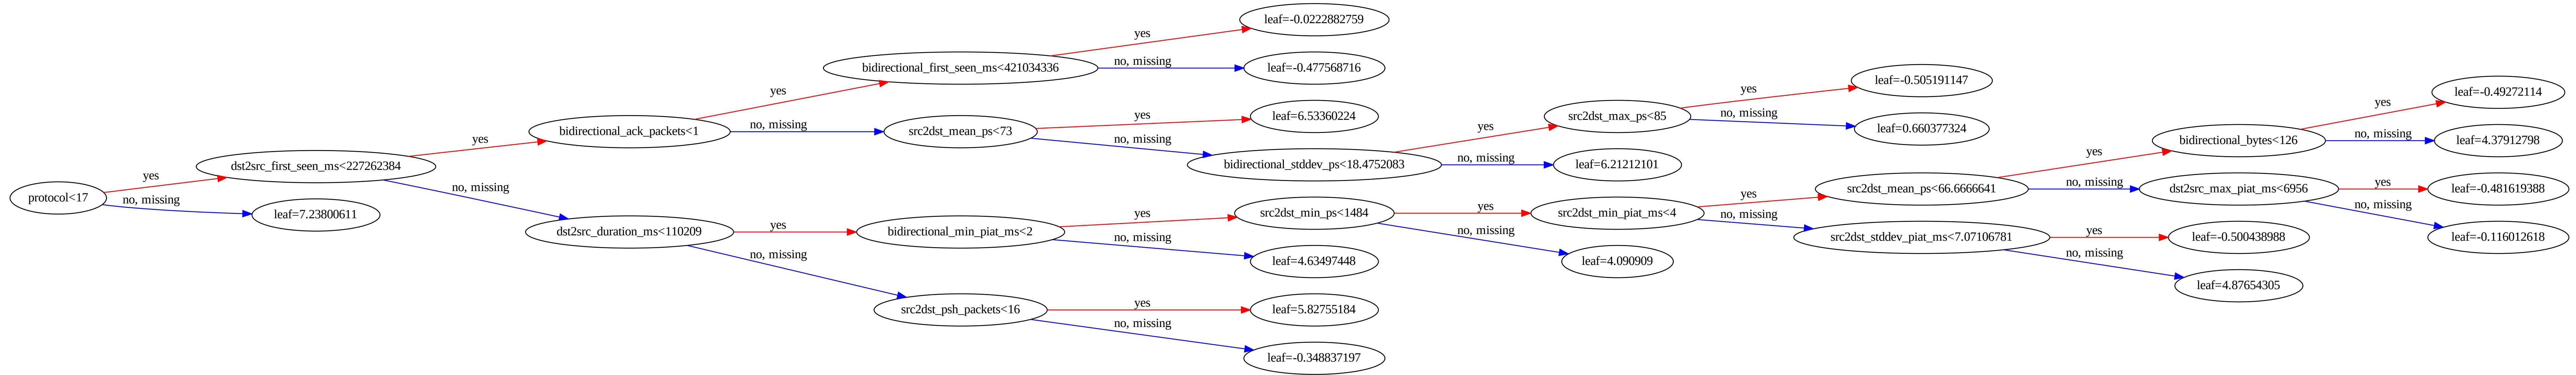 protocol<17
yes
no, missing
dst2src_first_seen_ms<227262384
leaf=7.23800611
yes
no, missing
bidirectional_ack_packets<1
dst2src_duration_ms<110209
yes
no, missing
yes
no, missing
bidirectional_first_seen_ms<421034336
src2dst_mean_ps<73
bidirectional_min_piat_ms<2
src2dst_psh_packets<16
yes
no, missing
yes
no, missing
yes
no, missing
yes
no, missing
leaf=-0.0222882759
leaf=-0.477568716
leaf=6.53360224
bidirectional_stddev_ps<18.4752083
src2dst_min_ps<1484
leaf=4.63497448
leaf=5.82755184
leaf=-0.348837197
yes
no, missing
yes
no, missing
src2dst_max_ps<85
leaf=6.21212101
src2dst_min_piat_ms<4
leaf=4.090909
yes
no, missing
yes
no, missing
leaf=-0.505191147
leaf=0.660377324
src2dst_mean_ps<66.6666641
src2dst_stddev_piat_ms<7.07106781
yes
no, missing
yes
no, missing
bidirectional_bytes<126
dst2src_max_piat_ms<6956
leaf=-0.500438988
leaf=4.87654305
yes
no, missing
yes
no, missing
leaf=-0.49272114
leaf=4.37912798
leaf=-0.481619388
leaf=-0.116012618